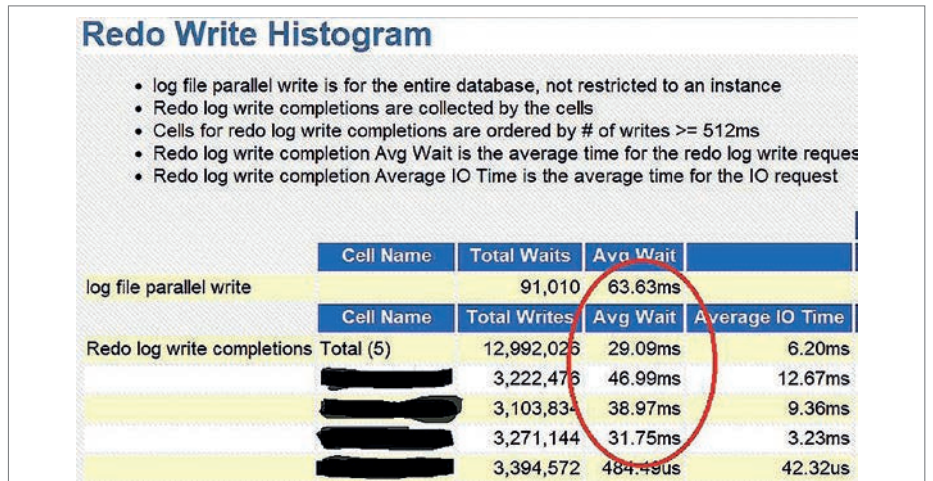 Redo Write Histogram
• log file parallel write is for the entire database, not restricted to an instance
• Redo log write completions are collected by the cells
• Cells for redo log write completions are ordered by # of writes >= 512ms
• Redo log write completion Avg Wait is the average time for the redo log write reques
• Redo log write completion Average IO Time is the average time for the IO request
Cell Name Total Waits Avg Wait
log file parallel write 91,010 63.63ms
Cell Name Total Writes Avg Wait Average IO Time
Redo log write completions Total (5) 12,992,026 29.09ms 6.20ms
3,222,476 46.99ms 12.67ms
3,103,834 38.97ms 9.36ms
3,271,144 31.75ms 3.23ms
3,394,572 484.49us 42.32us